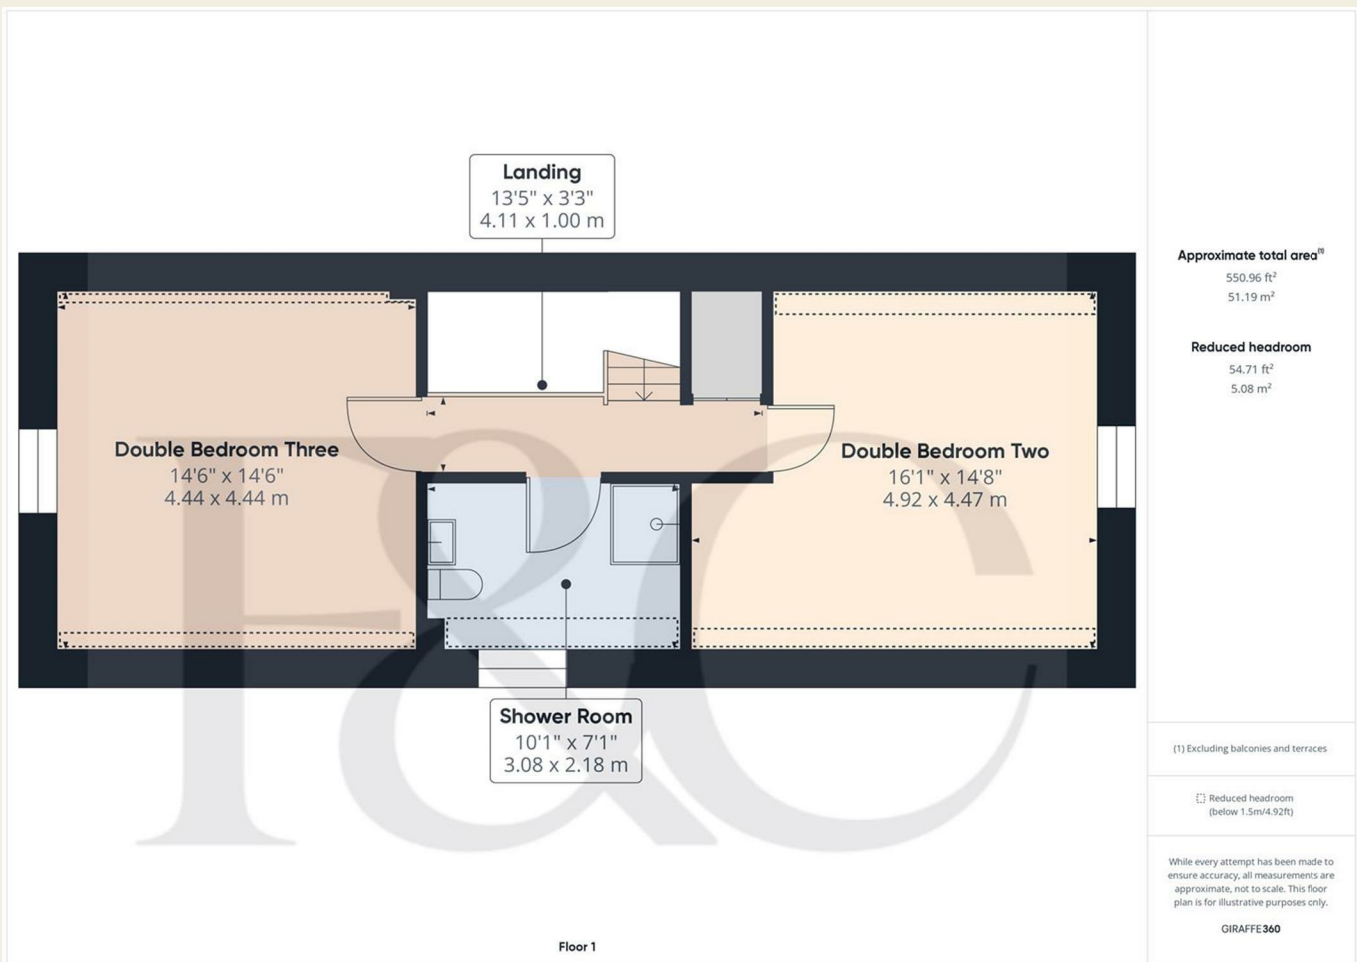 Landing
13'5" x 3'3"
4.11 x 1.00 m
Double Bedroom Three
14'6" x 14'6"
4.44 x 4.44 m
Double Bedroom Two
16'1" x 14'8"
4.92 x 4.47 m
Shower Room
10'1" x 7'1"
3.08 x 2.18 m
F&C
Floor 1
Approximate total area(1)
550.96 ft²
51.19 m²
Reduced headroom
54.71 ft²
5.08 m²
(1) Excluding balconies and terraces
Reduced headroom
(below 1.5m/4.92ft)
While every attempt has been made to
ensure accuracy, all measurements are
approximate, not to scale. This floor
plan is for illustrative purposes only.
GIRAFFE360